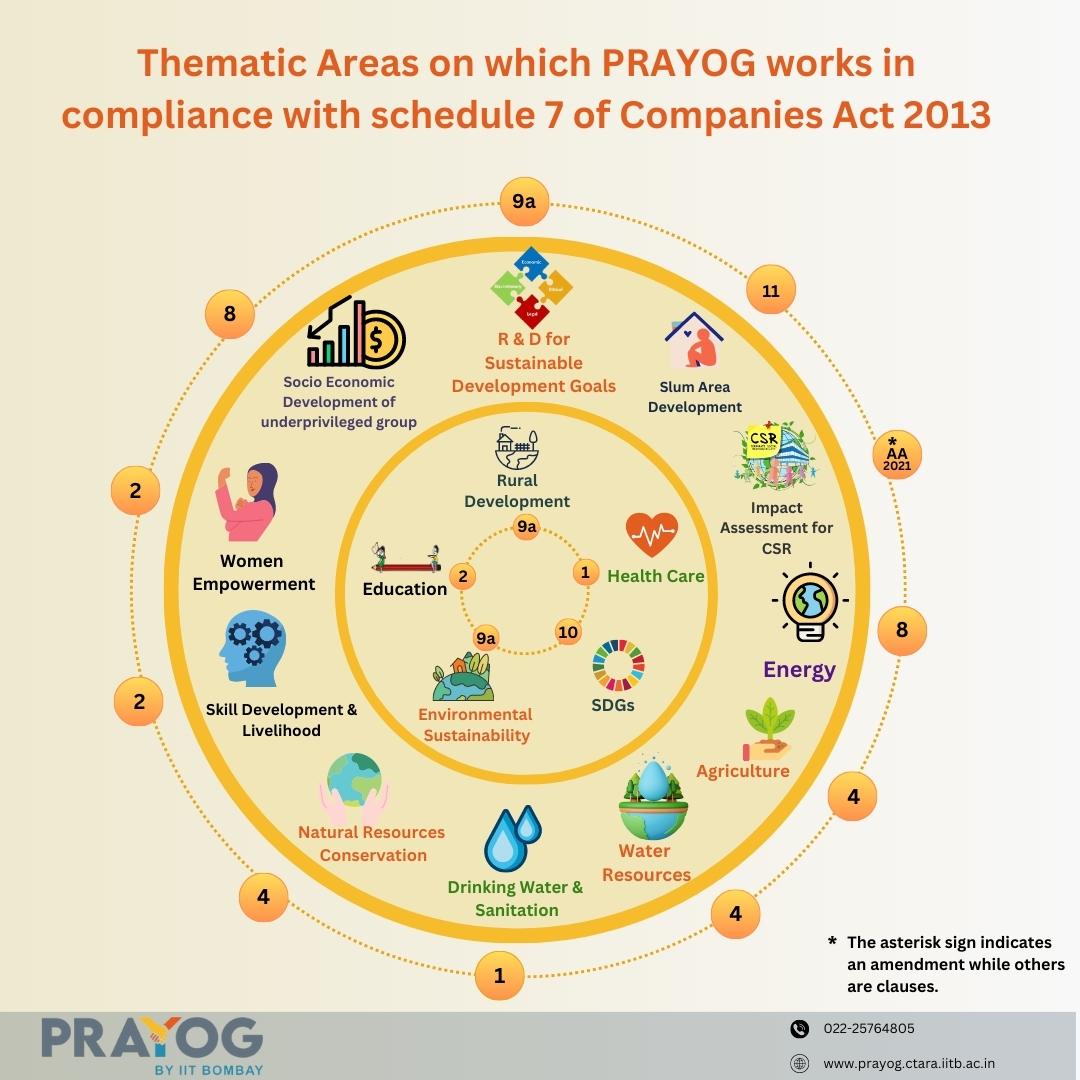 Thematic Areas on which PRAYOG works in
compliance with schedule 7 of Companies Act 2013
9a
11
8
Economic
Ethical
Legal
R & D for
Sustainable
Development Goals
Socio Economic
Development of
underprivileged group
Slum Area
Development
*
AA
2021
CSR
Impact
Assessment for
CSR
2
Women
Empowerment
Rural
Development
9a
Education
2
1
Health Care
9a
10
Environmental
Sustainability
SDGs
Energy
8
Skill Development &
Livelihood
2
Agriculture
4
Natural Resources
Conservation
Water
Resources
Drinking Water &
Sanitation
4
4
1
* The asterisk sign indicates
an amendment while others
are clauses.
PRAYOG
BY IIT BOMBAY
022-25764805
www.prayog.ctara.iitb.ac.in